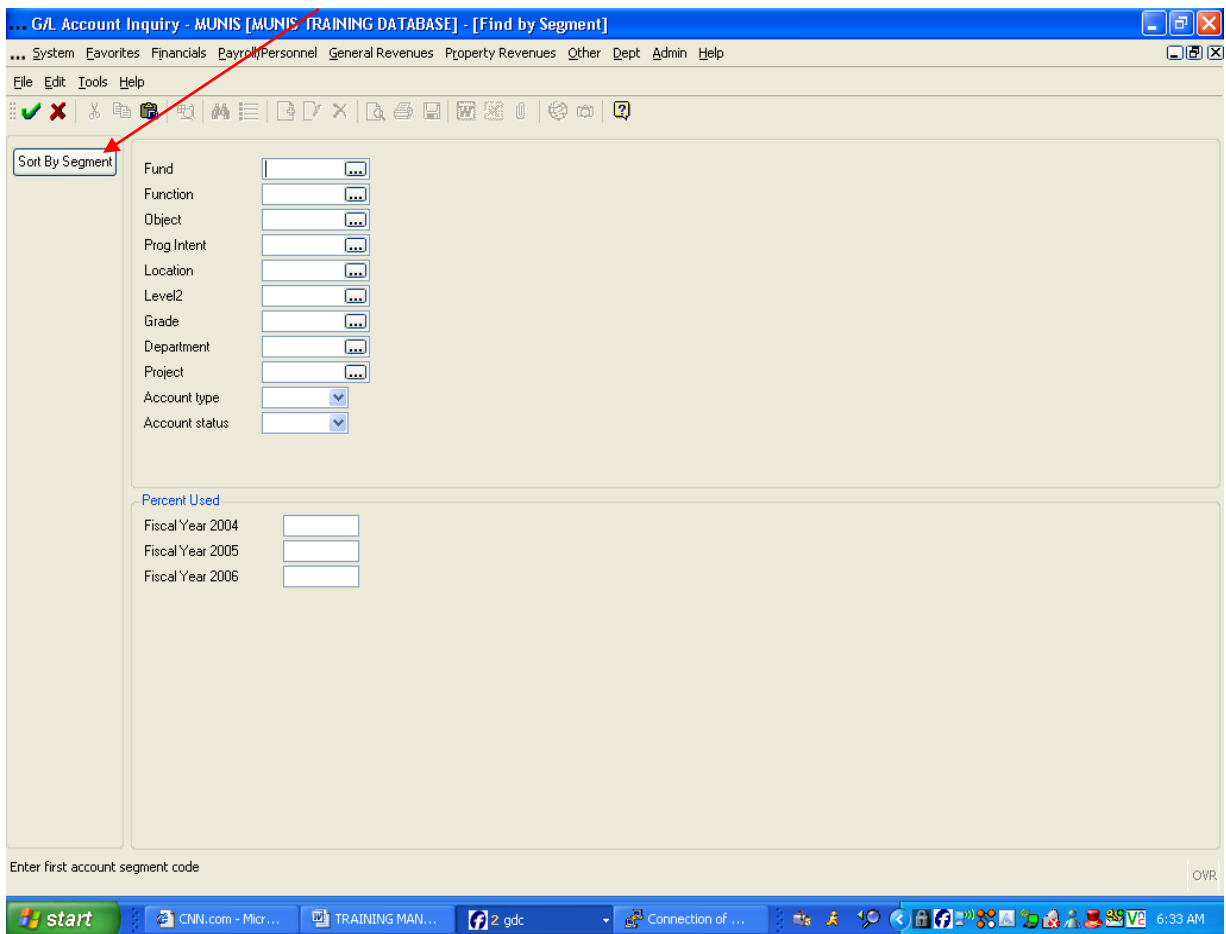 ... G/L Account Inquiry - MUNIS [MUNIS TRAINING DATABASE] - [Find by Segment]
... System Favorites Financials Payroll/Personnel General Revenues Property Revenues Other Dept Admin Help
File Edit Tools Help
Sort By Segment
Fund ...
Function ...
Object ...
Prog Intent ...
Location ...
Level2 ...
Grade ...
Department ...
Project ...
Account type
Account status
Percent Used
Fiscal Year 2004
Fiscal Year 2005
Fiscal Year 2006
Enter first account segment code
OVR
start CNN.com - Micr... TRAINING MAN... 2 gdc Connection of ... 6:33 AM